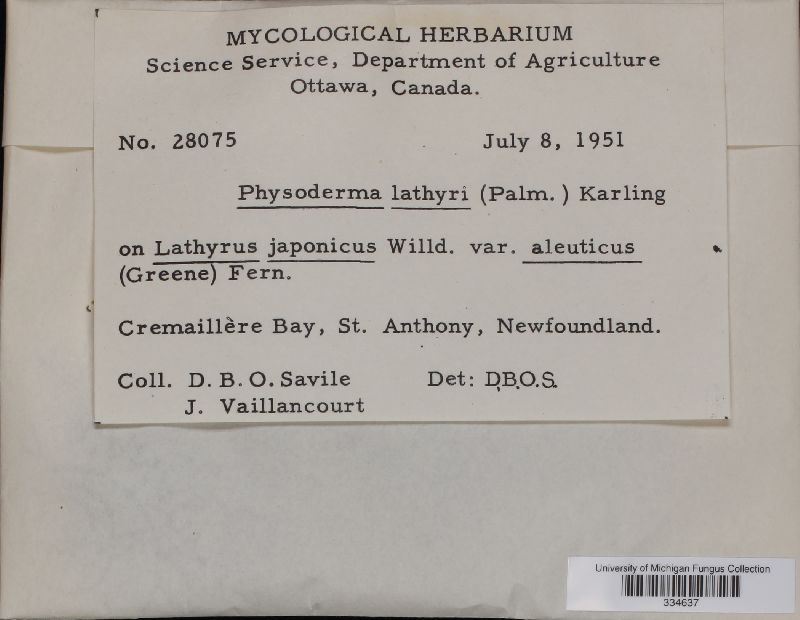 MYCOLOGICAL HERBARIUM
Science Service, Department of Agriculture
Ottawa, Canada.
No. 28075 July 8, 1951
Physoderma lathyri (Palm.) Karling
on Lathyrus japonicus Willd. var. aleuticus
(Greene) Fern.
Cremaillère Bay, St. Anthony, Newfoundland.
Coll. D. B. O. Savile Det: D.B.O.S.
J. Vaillancourt
University of Michigan Fungus Collection
334637